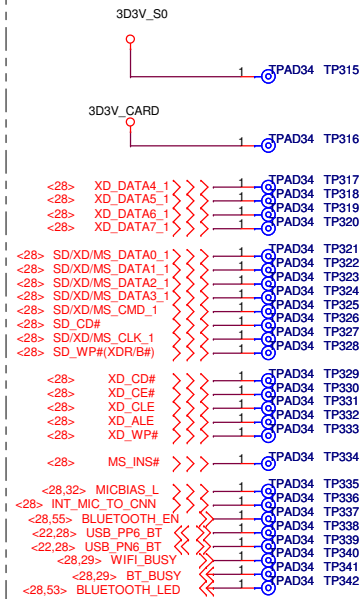 3D3V_S0
1 TPAD34 TP315
3D3V_CARD
1 TPAD34 TP316
<28> XD_DATA4_1 1 TPAD34 TP317
<28> XD_DATA5_1 1 TPAD34 TP318
<28> XD_DATA6_1 1 TPAD34 TP319
<28> XD_DATA7_1 1 TPAD34 TP320
<28> SD/XD/MS_DATA0_1 1 TPAD34 TP321
<28> SD/XD/MS_DATA1_1 1 TPAD34 TP322
<28> SD/XD/MS_DATA2_1 1 TPAD34 TP323
<28> SD/XD/MS_DATA3_1 1 TPAD34 TP324
<28> SD/XD/MS_CMD_1 1 TPAD34 TP325
<28> SD_CD# 1 TPAD34 TP326
<28> SD/XD/MS_CLK_1 1 TPAD34 TP327
<28> SD_WP#(XDR/B#) 1 TPAD34 TP328
<28> XD_CD# 1 TPAD34 TP329
<28> XD_CE# 1 TPAD34 TP330
<28> XD_CLE 1 TPAD34 TP331
<28> XD_ALE 1 TPAD34 TP332
<28> XD_WP# 1 TPAD34 TP333
<28> MS_INS# 1 TPAD34 TP334
<28,32> MICBIAS_L 1 TPAD34 TP335
<28> INT_MIC_TO_CNN 1 TPAD34 TP336
<28,55> BLUETOOTH_EN 1 TPAD34 TP337
<22,28> USB_PP6_BT 1 TPAD34 TP338
<22,28> USB_PN6_BT 1 TPAD34 TP339
<28,29> WIFI_BUSY 1 TPAD34 TP340
<28,29> BT_BUSY 1 TPAD34 TP341
<28,53> BLUETOOTH_LED 1 TPAD34 TP342